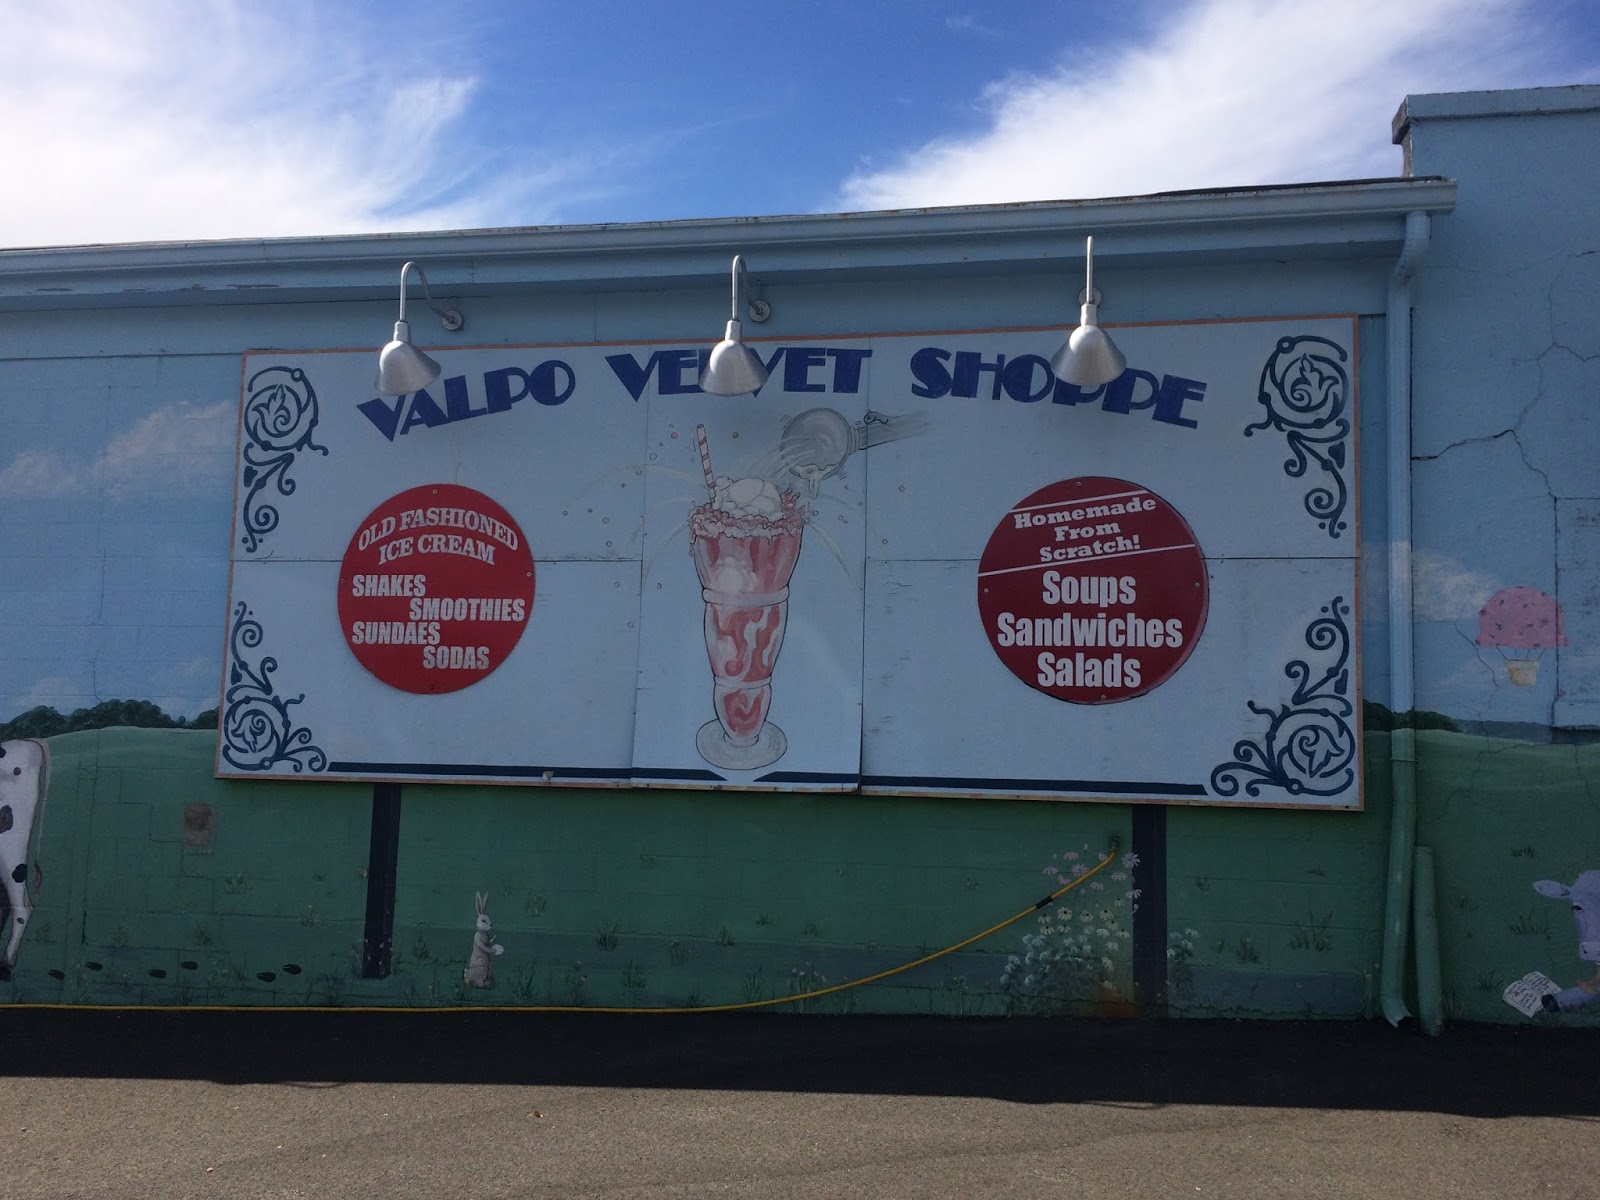 VALPO VELVET SHOPPE
OLD FASHIONED
ICE CREAM
SHAKES
SMOOTHIES
SUNDAES
SODAS
Homemade
From
Scratch!
Soups
Sandwiches
Salads